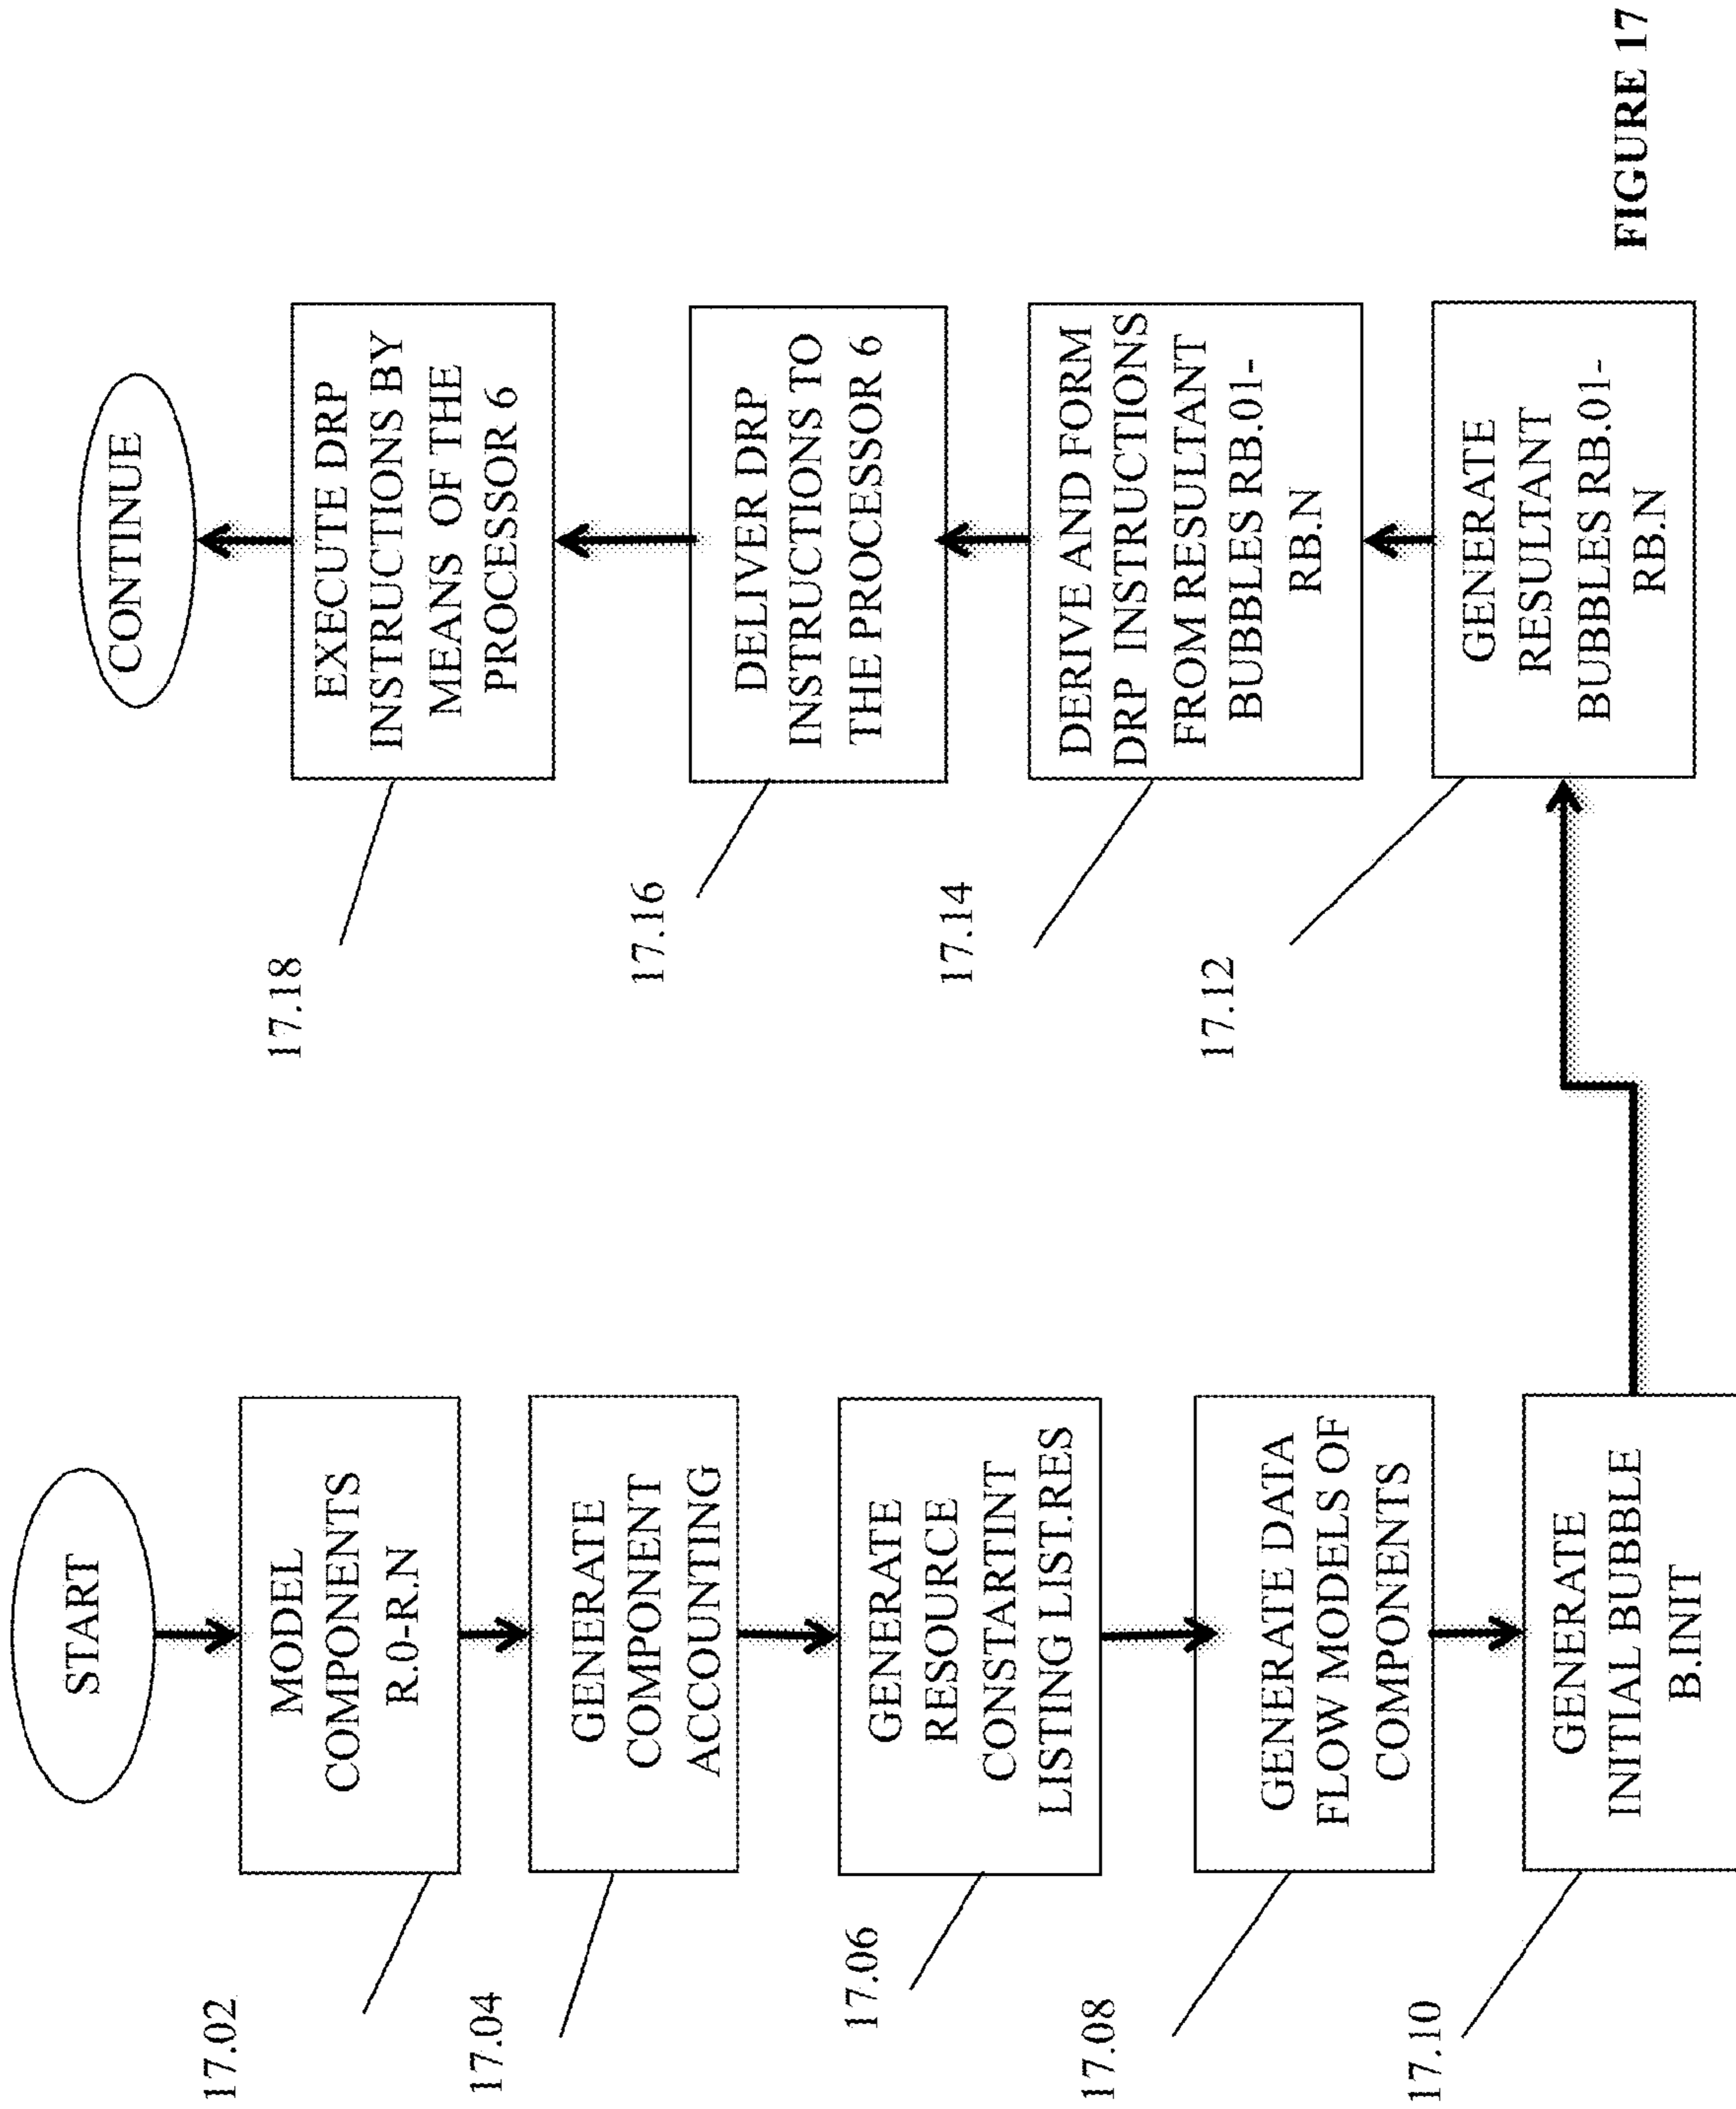 START
17.02
MODEL
COMPONENTS
R.0-R.N
17.04
GENERATE
COMPONENT
ACCOUNTING
17.06
GENERATE
RESOURCE
CONSTARTINT
LISTING LIST.RES
17.08
GENERATE DATA
FLOW MODELS OF
COMPONENTS
17.10
GENERATE
INITIAL BUBBLE
B.INIT
17.12
GENERATE
RESULTANT
BUBBLES RB.01-
RB.N
17.14
DERIVE AND FORM
DRP INSTRUCTIONS
FROM RESULTANT
BUBBLES RB.01-
RB.N
17.16
DELIVER DRP
INSTRUCTIONS TO
THE PROCESSOR 6
17.18
EXECUTE DRP
INSTRUCTIONS BY
MEANS OF THE
PROCESSOR 6
CONTINUE
FIGURE 17